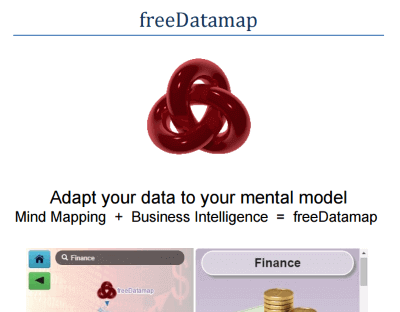 freeDatamap
Adapt your data to your mental model
Mind Mapping + Business Intelligence = freeDatamap
Finance
Finance
freeDatamap